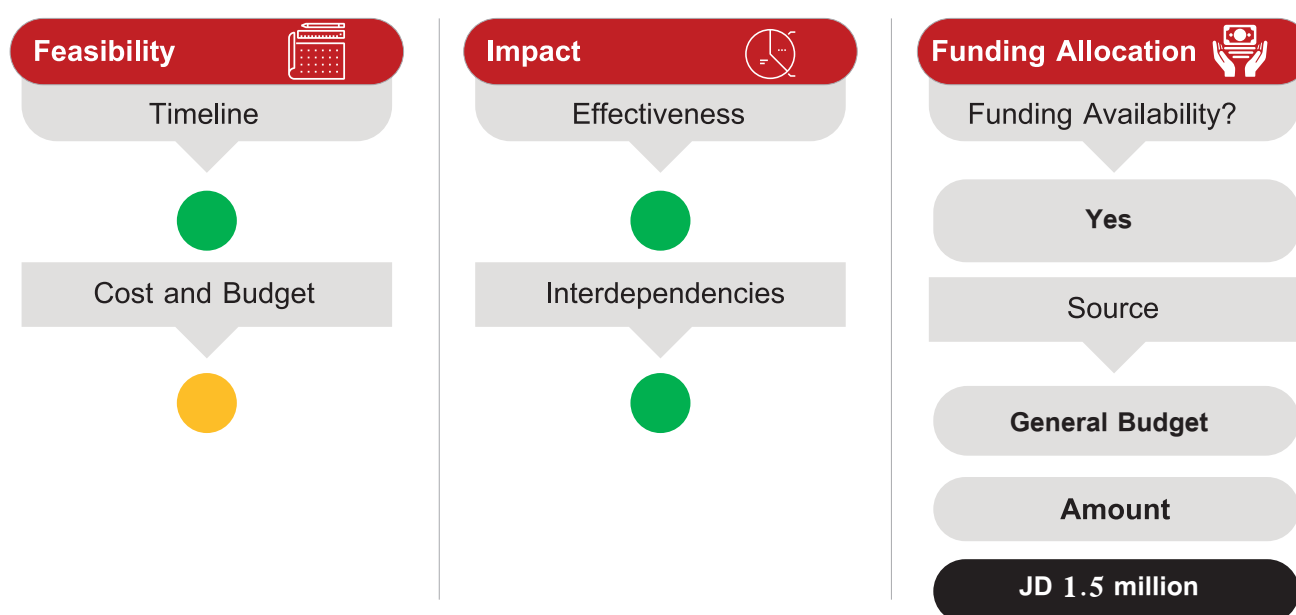 Feasibility
Timeline
Cost and Budget
Impact
Effectiveness
Interdependencies
Funding Allocation
Funding Availability?
Yes
Source
General Budget
Amount
JD 1.5 million